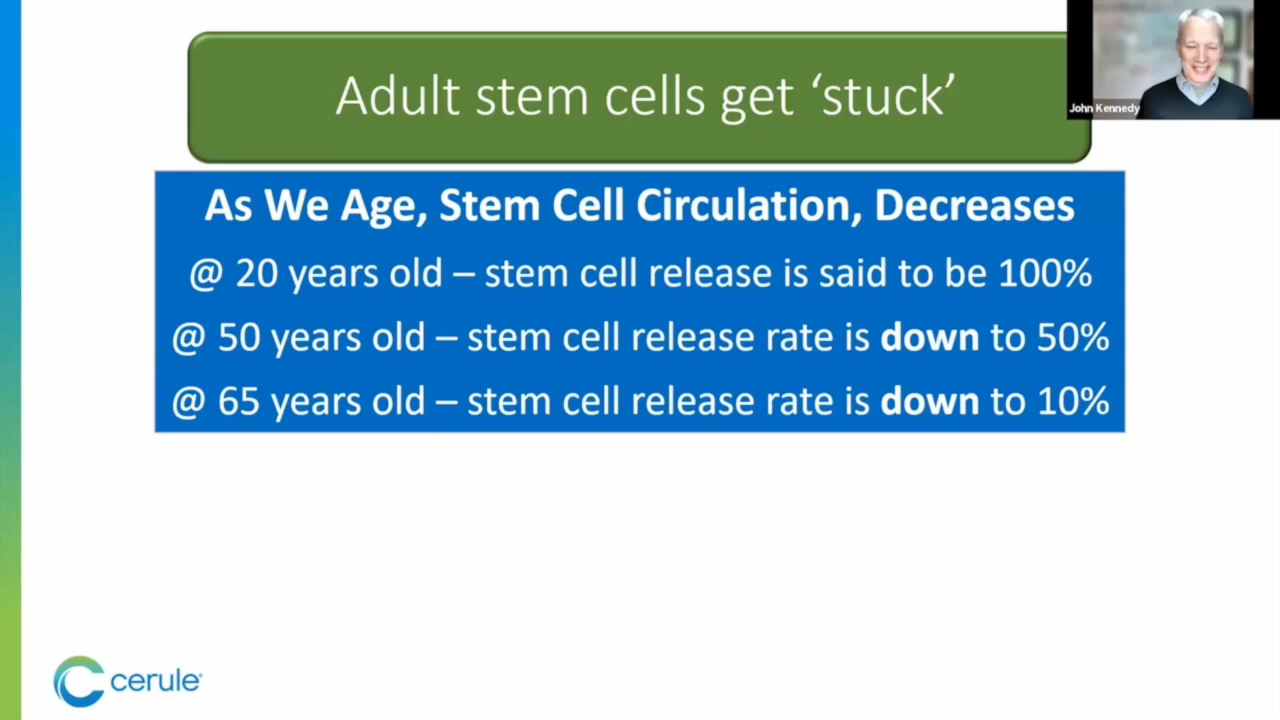 Adult stem cells get ‘stuck’
John Kennedy
As We Age, Stem Cell Circulation, Decreases
@ 20 years old – stem cell release is said to be 100%
@ 50 years old – stem cell release rate is down to 50%
@ 65 years old – stem cell release rate is down to 10%
cerule